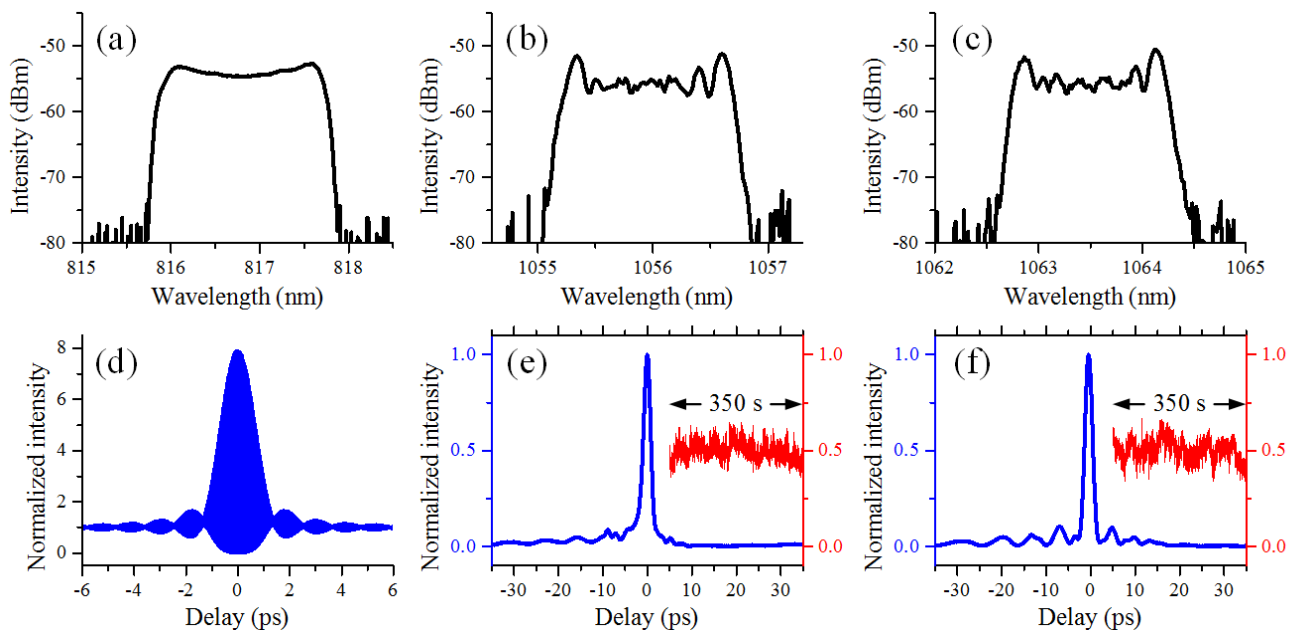 (a)
Intensity (dBm)
-50
-60
-70
-80
815 816 817 818
Wavelength (nm)
(b)
Intensity (dBm)
-50
-60
-70
-80
1055 1056 1057
Wavelength (nm)
(c)
Intensity (dBm)
-50
-60
-70
-80
1062 1063 1064 1065
Wavelength (nm)
(d)
Normalized intensity
8
6
4
2
0
-6 -4 -2 0 2 4 6
Delay (ps)
(e)
Normalized intensity
1.0
0.5
0.0
350 s
1.0
0.5
0.0
-30 -20 -10 0 10 20 30
Delay (ps)
(f)
Normalized intensity
1.0
0.5
0.0
350 s
1.0
0.5
0.0
-30 -20 -10 0 10 20 30
Delay (ps)